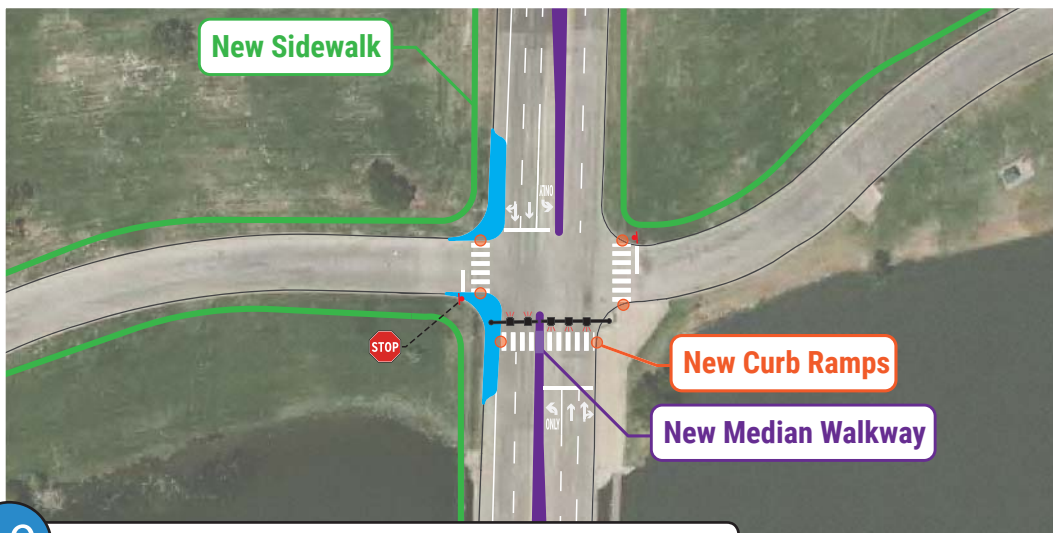 New Sidewalk
ONLY
STOP
New Curb Ramps
ONLY
New Median Walkway